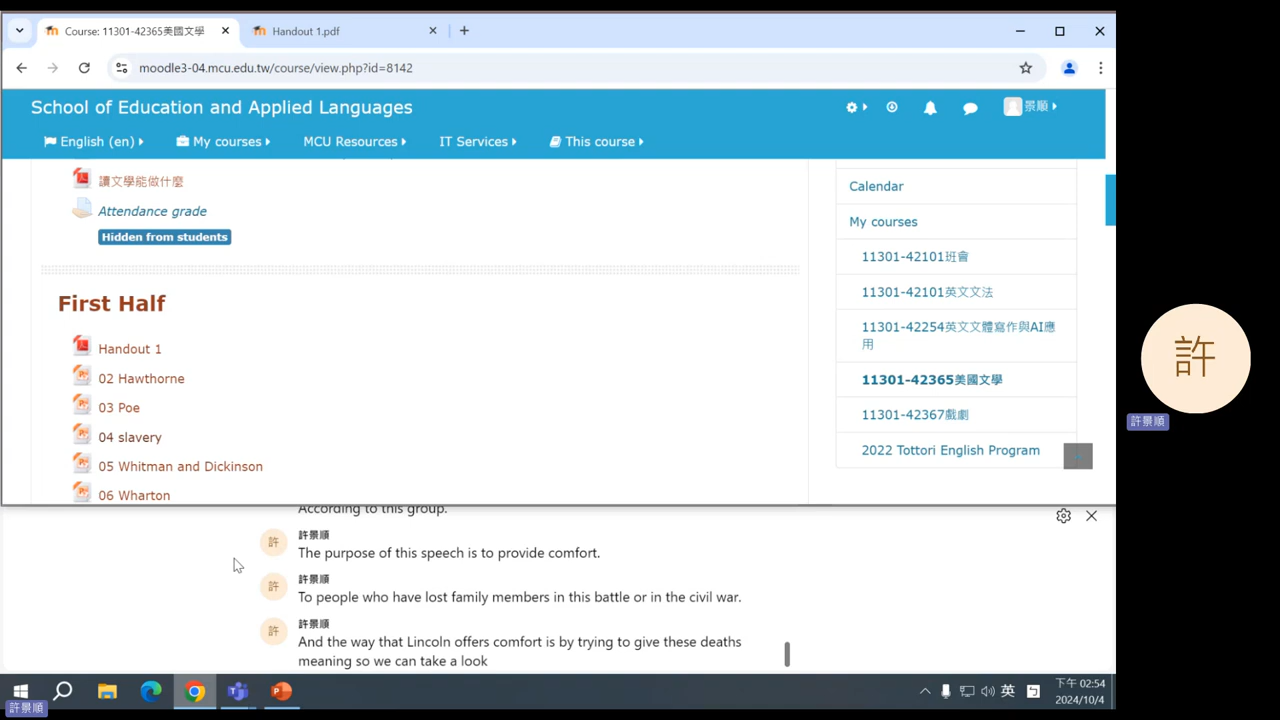 Course: 11301-42365美國文學
Handout 1.pdf
moodle3-04.mcu.edu.tw/course/view.php?id=8142
School of Education and Applied Languages
景順
English (en)
My courses
MCU Resources
IT Services
This course
讀文學能做什麼
Attendance grade
Hidden from students
First Half
Handout 1
02 Hawthorne
03 Poe
04 slavery
05 Whitman and Dickinson
06 Wharton
Calendar
My courses
11301-42101班會
11301-42101英文文法
11301-42254英文文體寫作與AI應
用
11301-42365美國文學
11301-42367戲劇
2022 Tottori English Program
許
許景順
According to this group.
許
許景順
The purpose of this speech is to provide comfort.
許
許景順
To people who have lost family members in this battle or in the civil war.
許
許景順
And the way that Lincoln offers comfort is by trying to give these deaths
meaning so we can take a look
英
ㄅ
下午 02:54
2024/10/4
許景順